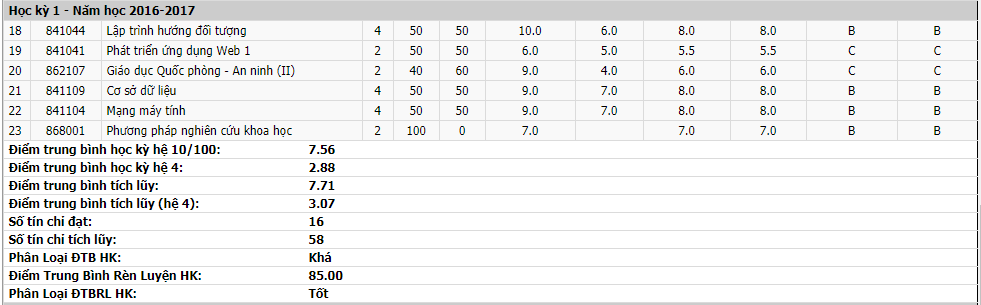 Học kỳ 1 - Năm học 2016-2017
18 841044 Lập trình hướng đối tượng 4 50 50 10.0 6.0 8.0 8.0 B B
19 841041 Phát triển ứng dụng Web 1 2 50 50 6.0 5.0 5.5 5.5 C C
20 862107 Giáo dục Quốc phòng - An ninh (II) 2 40 60 9.0 4.0 6.0 6.0 C C
21 841109 Cơ sở dữ liệu 4 50 50 9.0 7.0 8.0 8.0 B B
22 841104 Mạng máy tính 4 50 50 9.0 7.0 8.0 8.0 B B
23 868001 Phương pháp nghiên cứu khoa học 2 100 0 7.0 7.0 7.0 B B
Điểm trung bình học kỳ hệ 10/100: 7.56
Điểm trung bình học kỳ hệ 4: 2.88
Điểm trung bình tích lũy: 7.71
Điểm trung bình tích lũy (hệ 4): 3.07
Số tín chỉ đạt: 16
Số tín chỉ tích lũy: 58
Phân Loại ĐTB HK: Khá
Điểm Trung Bình Rèn Luyện HK: 85.00
Phân Loại ĐTBRL HK: Tốt